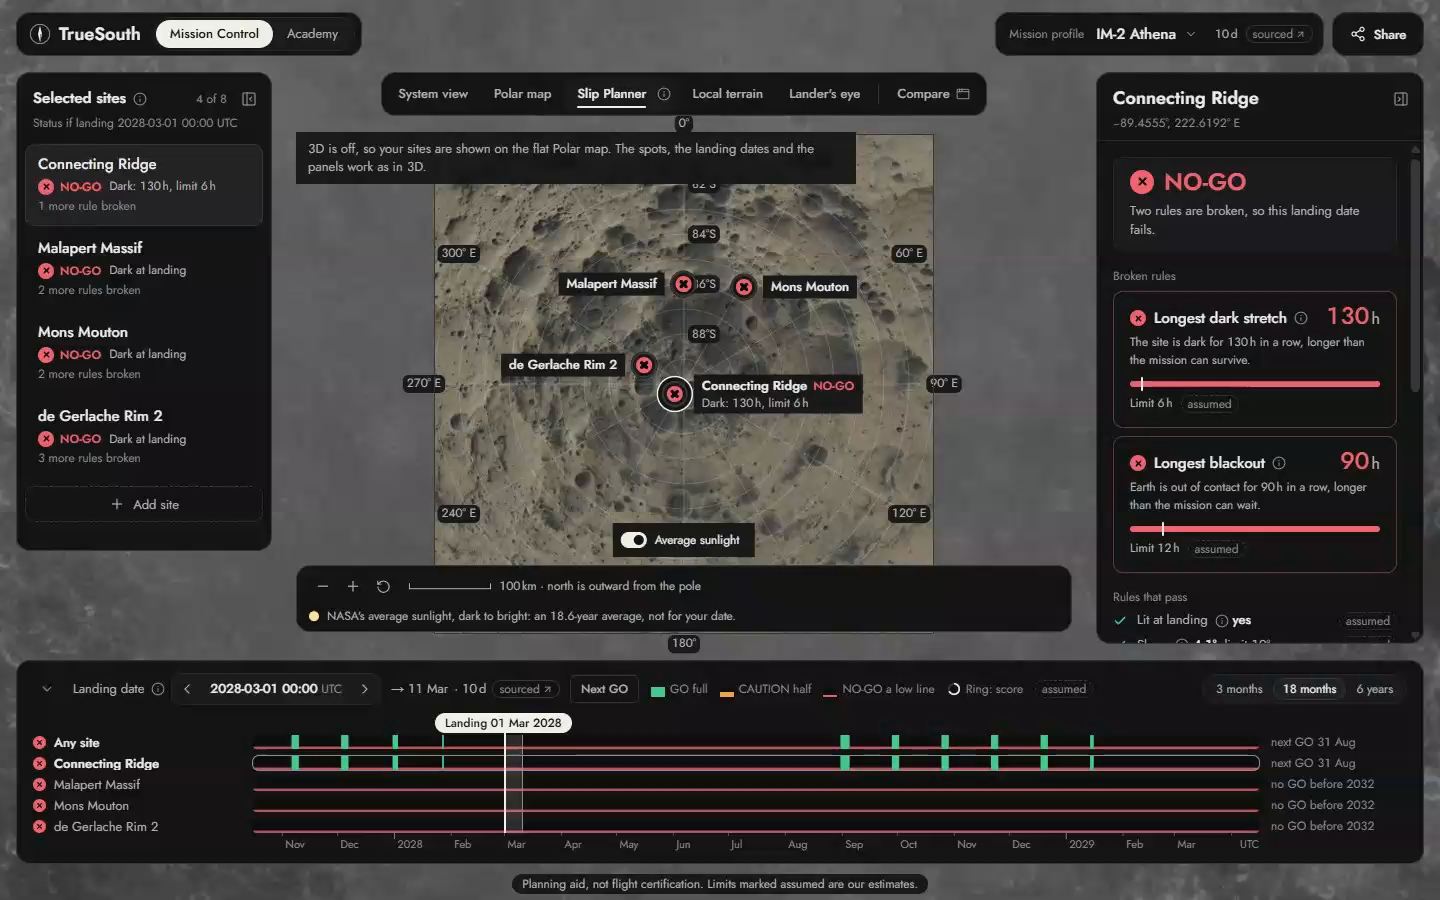 TrueSouth
Mission Control
Academy
Mission profile IM-2 Athena 10 d sourced ↗
Share
Selected sites
4 of 8
Status if landing 2028-03-01 00:00 UTC
Connecting Ridge
NO-GO Dark: 130 h, limit 6 h
1 more rule broken
Malapert Massif
NO-GO Dark at landing
2 more rules broken
Mons Mouton
NO-GO Dark at landing
2 more rules broken
de Gerlache Rim 2
NO-GO Dark at landing
3 more rules broken
+ Add site
System view
Polar map
Slip Planner
Local terrain
Lander's eye
Compare
0°
3D is off, so your sites are shown on the flat Polar map. The spots, the landing dates and the
panels work as in 3D.
82°S
84°S
300° E
60° E
Malapert Massif
Mons Mouton
88°S
de Gerlache Rim 2
270° E
90° E
Connecting Ridge NO-GO
Dark: 130 h, limit 6 h
240° E
120° E
Average sunlight
100 km · north is outward from the pole
NASA's average sunlight, dark to bright: an 18.6-year average, not for your date.
180°
Connecting Ridge
−89.4555°, 222.6192° E
NO-GO
Two rules are broken, so this landing date
fails.
Broken rules
Longest dark stretch 130 h
The site is dark for 130 h in a row, longer than
the mission can survive.
Limit 6 h assumed
Longest blackout 90 h
Earth is out of contact for 90 h in a row, longer
than the mission can wait.
Limit 12 h assumed
Rules that pass
Lit at landing yes assumed
Landing date
2028-03-01 00:00 UTC
→ 11 Mar · 10 d sourced ↗
Next GO
GO full
CAUTION half
NO-GO a low line
Ring: score
assumed
3 months
18 months
6 years
Landing 01 Mar 2028
Any site next GO 31 Aug
Connecting Ridge next GO 31 Aug
Malapert Massif no GO before 2032
Mons Mouton no GO before 2032
de Gerlache Rim 2 no GO before 2032
Nov Dec 2028 Feb Mar Apr May Jun Jul Aug Sep Oct Nov Dec 2029 Feb Mar UTC
Planning aid, not flight certification. Limits marked assumed are our estimates.